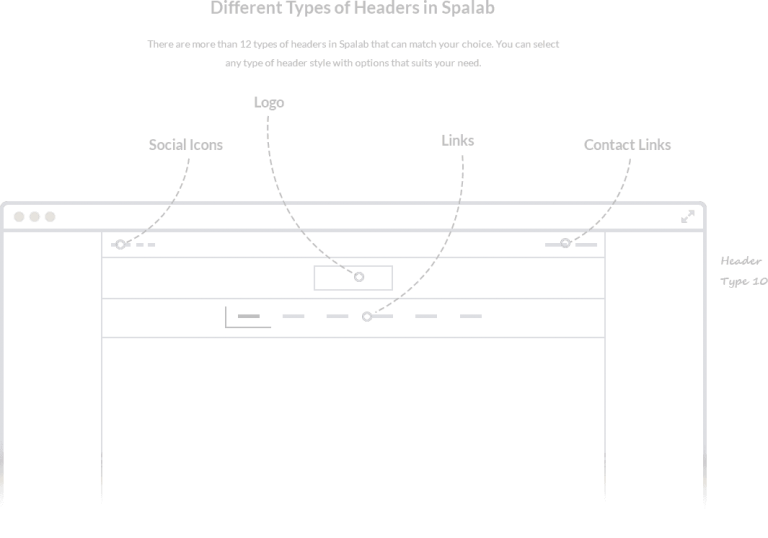 Different Types of Headers in Spalab
There are more than 12 types of headers in Spalab that can match your choice. You can select
any type of header style with options that suits your need.
Logo
Links
Social Icons
Contact Links
Header
Type 10